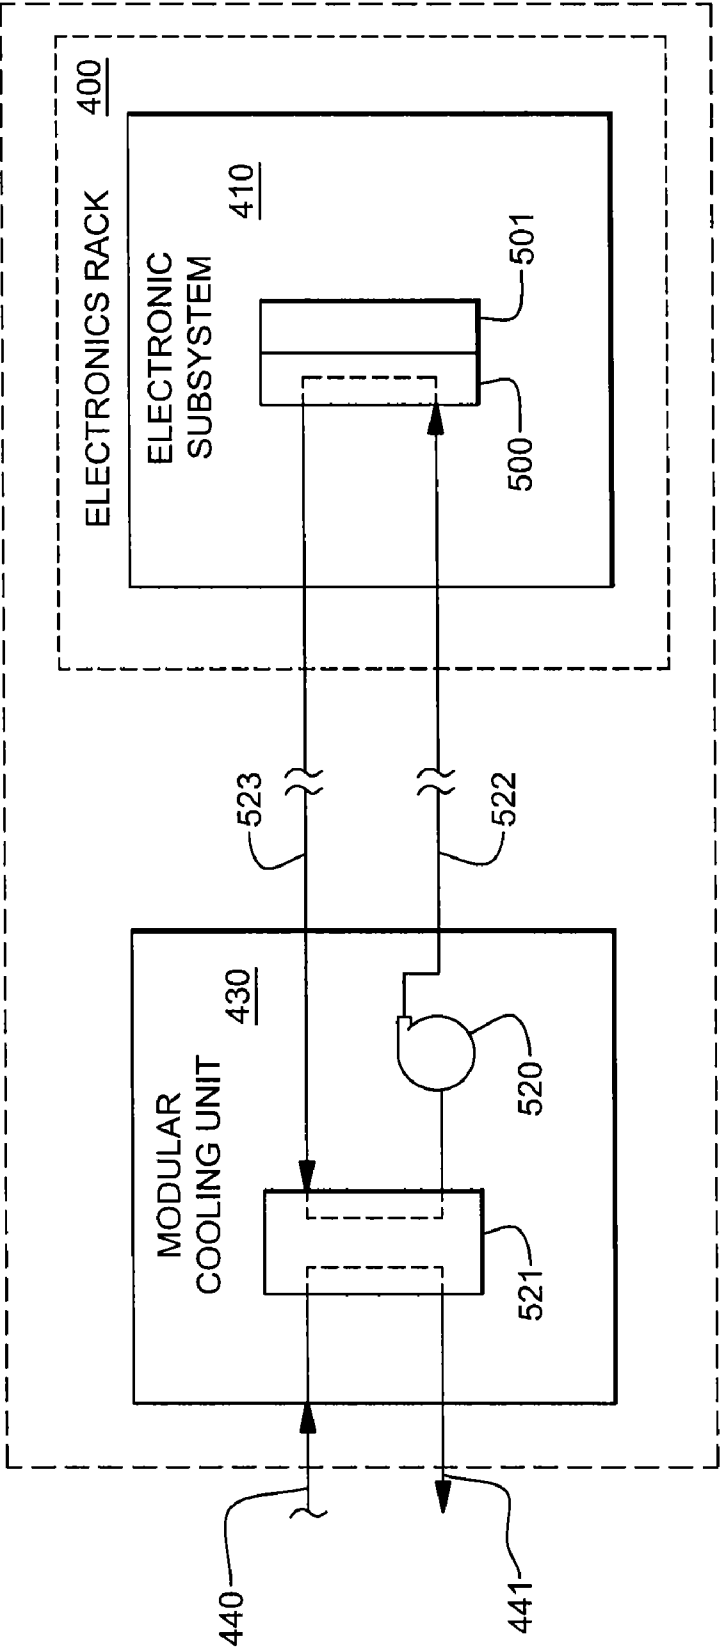 ELECTRONICS RACK
400
ELECTRONIC
SUBSYSTEM
410
501
500
523
522
MODULAR
COOLING UNIT
430
520
521
440
441